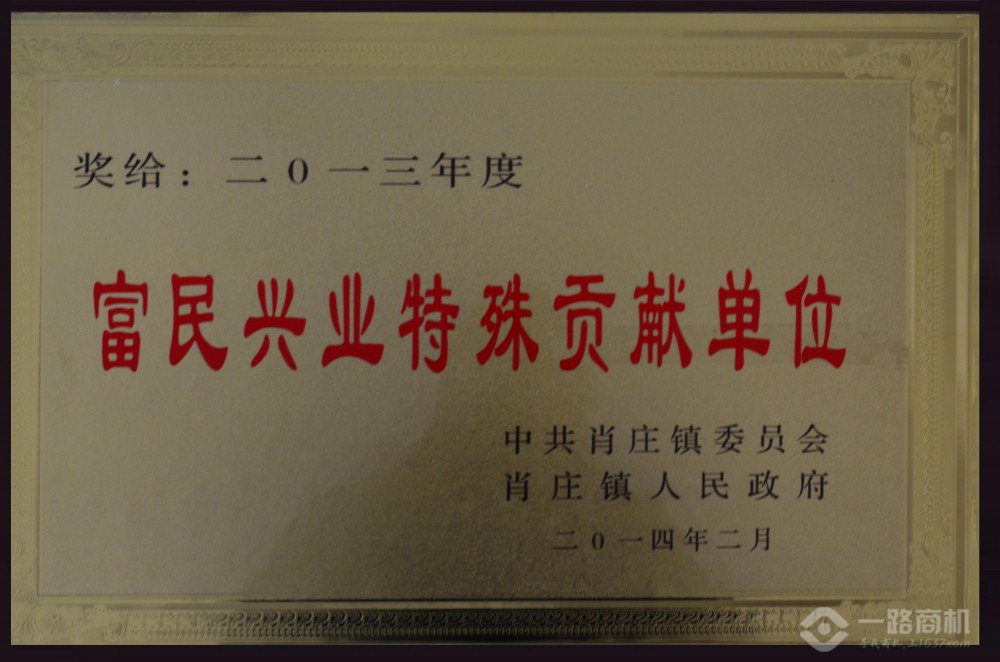 奖给：二0一三年度
富民兴业特殊贡献单位
中共肖庄镇委员会
肖庄镇人民政府
二0一四年二月
一路商机